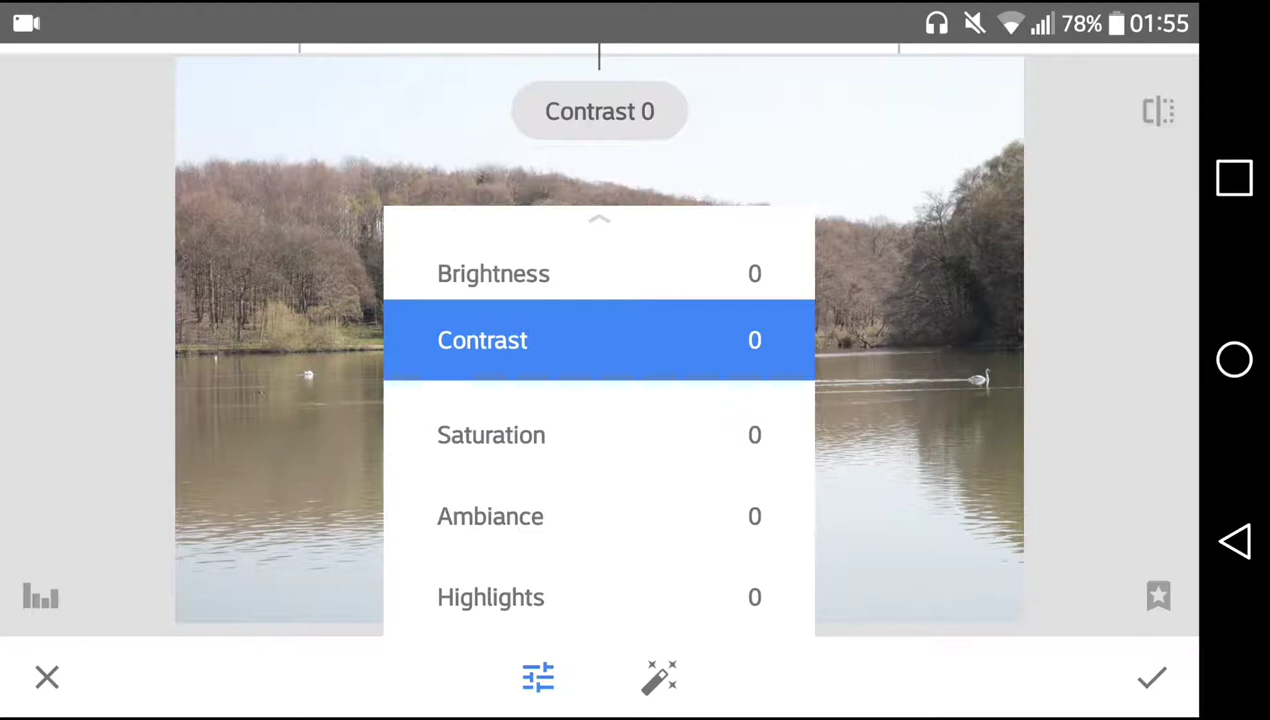 78% 01:55
Contrast 0
Brightness 0
Contrast 0
Saturation 0
Ambiance 0
Highlights 0